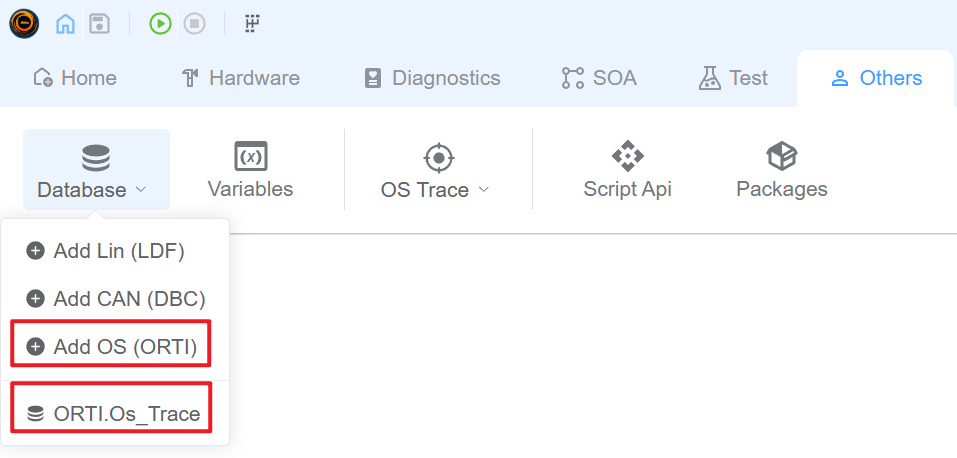 Home
Hardware
Diagnostics
SOA
Test
Others
Database
(x)
Variables
OS Trace
Script Api
Packages
Add Lin (LDF)
Add CAN (DBC)
Add OS (ORTI)
ORTI.Os_Trace